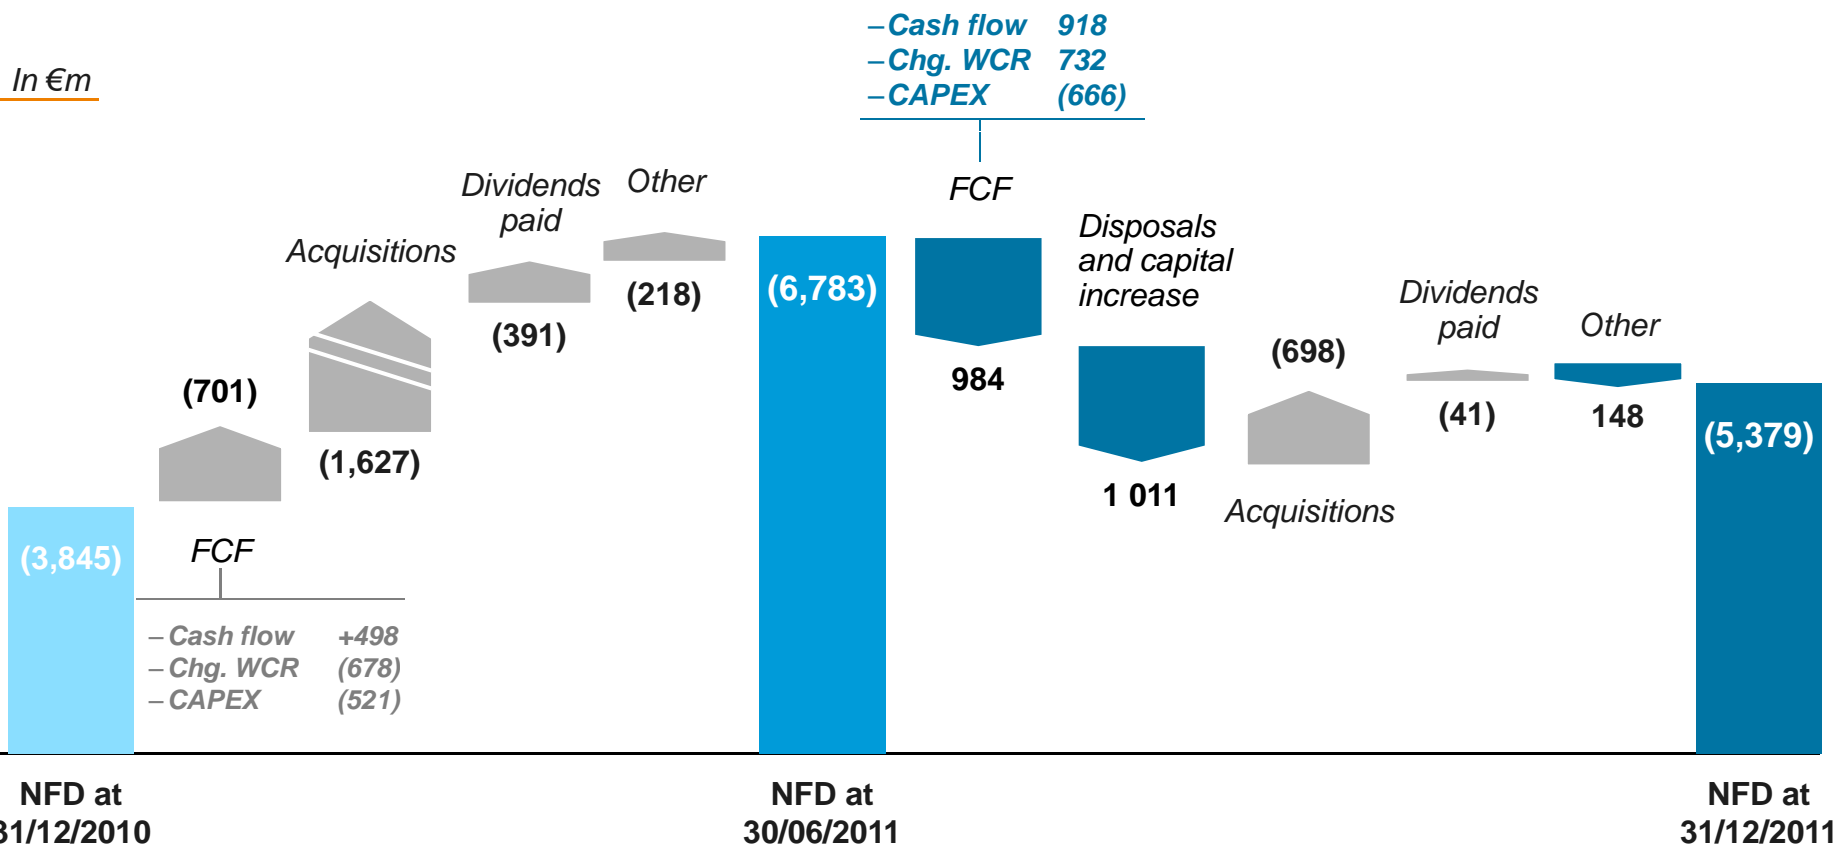 In €m
– Cash flow 918
– Chg. WCR 732
– CAPEX (666)
FCF
Dividends
paid
Other
Acquisitions
(701)
(1,627)
(391)
(218)
(6,783)
984
Disposals
and capital
increase
1 011
(698)
Acquisitions
Dividends
paid
(41)
Other
148
(5,379)
(3,845)
FCF
– Cash flow +498
– Chg. WCR (678)
– CAPEX (521)
NFD at
31/12/2010
NFD at
30/06/2011
NFD at
31/12/2011